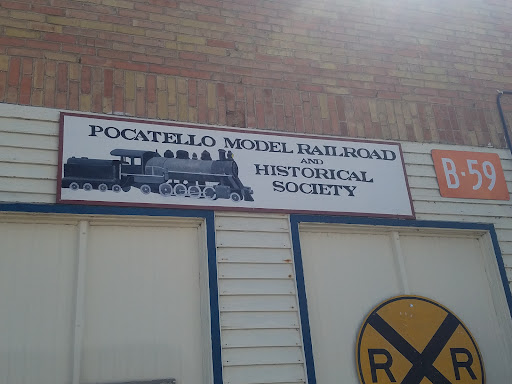 POCATELLO MODEL RAILROAD
AND
HISTORICAL
SOCIETY
B-59
R R